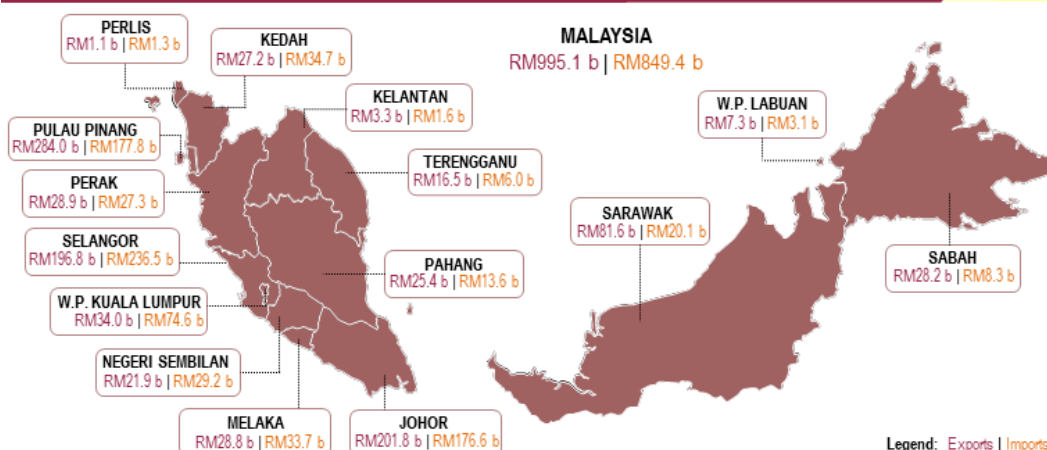 PERLIS
RM1.1 b | RM1.3 b
KEDAH
RM27.2 b | RM34.7 b
MALAYSIA
RM995.1 b | RM849.4 b
KELANTAN
RM3.3 b | RM1.6 b
W.P. LABUAN
RM7.3 b | RM3.1 b
PULAU PINANG
RM284.0 b | RM177.8 b
TERENGGANU
RM16.5 b | RM6.0 b
PERAK
RM28.9 b | RM27.3 b
SARAWAK
RM81.6 b | RM20.1 b
SELANGOR
RM196.8 b | RM236.5 b
PAHANG
RM25.4 b | RM13.6 b
SABAH
RM28.2 b | RM8.3 b
W.P. KUALA LUMPUR
RM34.0 b | RM74.6 b
NEGERI SEMBILAN
RM21.9 b | RM29.2 b
MELAKA
RM28.8 b | RM33.7 b
JOHOR
RM201.8 b | RM176.6 b
Legend: Exports | Imports